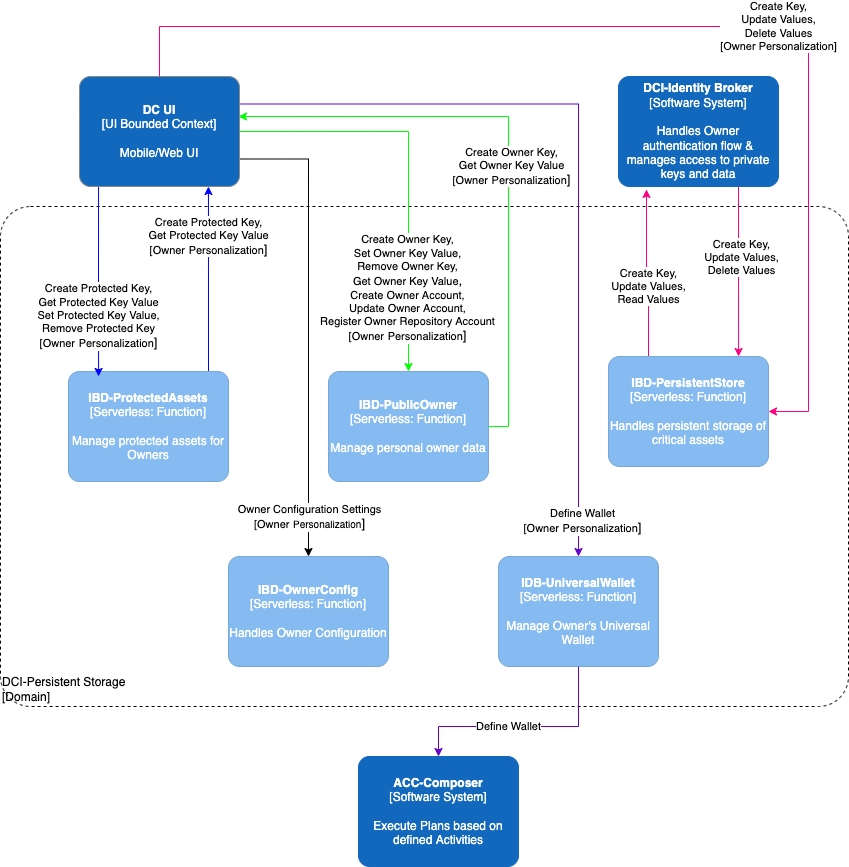 Create Key,
Update Values,
Delete Values
[Owner Personalization]
DC UI
[UI Bounded Context]
Mobile/Web UI
DCI-Identity Broker
[Software System]
Handles Owner
authentication flow &
manages access to private
keys and data
Create Owner Key,
Get Owner Key Value
[Owner Personalization]
Create Protected Key,
Get Protected Key Value
[Owner Personalization]
Create Owner Key,
Set Owner Key Value,
Remove Owner Key,
Get Owner Key Value,
Create Owner Account,
Update Owner Account,
Register Owner Repository Account
[Owner Personalization]
Create Key,
Update Values,
Delete Values
Create Key,
Update Values,
Read Values
Create Protected Key,
Get Protected Key Value
Set Protected Key Value,
Remove Protected Key
[Owner Personalization]
IBD-ProtectedAssets
[Serverless: Function]
Manage protected assets for
Owners
IBD-PublicOwner
[Serverless: Function]
Manage personal owner data
IBD-PersistentStore
[Serverless: Function]
Handles persistent storage of
critical assets
Owner Configuration Settings
[Owner Personalization]
Define Wallet
[Owner Personalization]
IBD-OwnerConfig
[Serverless: Function]
Handles Owner Configuration
IDB-UniversalWallet
[Serverless: Function]
Manage Owner's Universal
Wallet
DCI-Persistent Storage
[Domain]
Define Wallet
ACC-Composer
[Software System]
Execute Plans based on
defined Activities